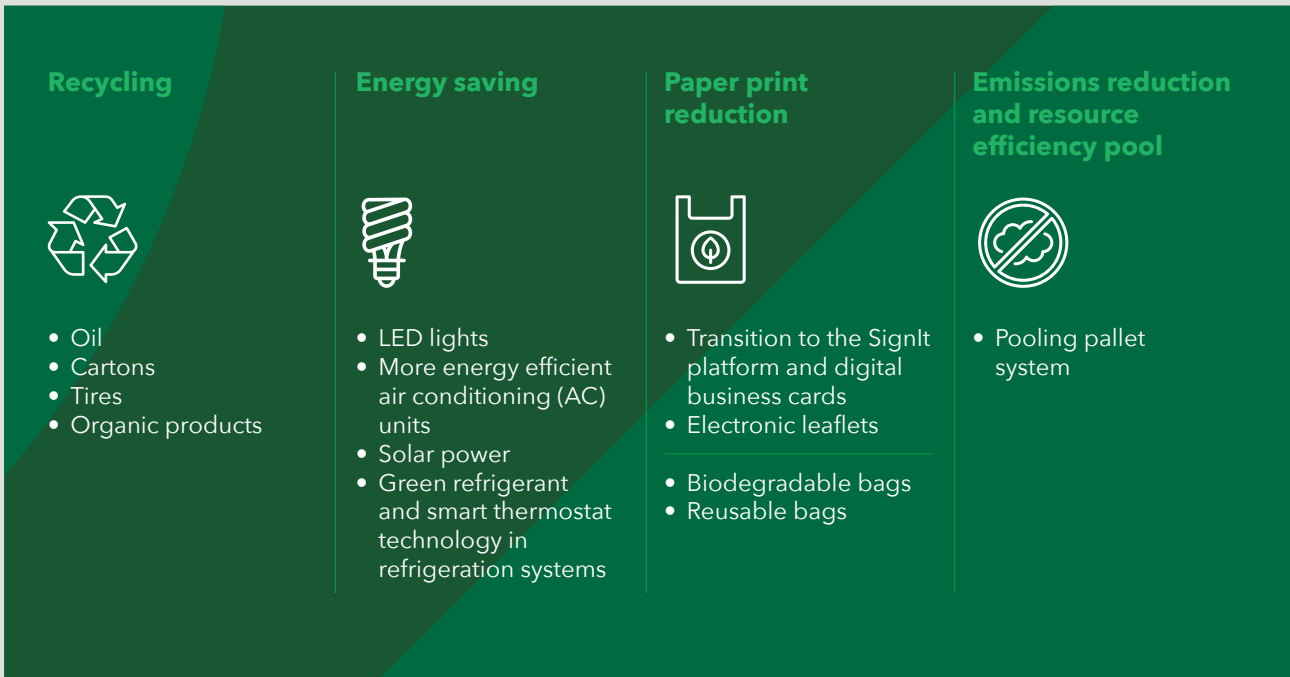 Recycling
• Oil
• Cartons
• Tires
• Organic products
Energy saving
• LED lights
• More energy efficient
air conditioning (AC)
units
• Solar power
• Green refrigerant
and smart thermostat
technology in
refrigeration systems
Paper print
reduction
• Transition to the SignIt
platform and digital
business cards
• Electronic leaflets
• Biodegradable bags
• Reusable bags
Emissions reduction
and resource
efficiency pool
• Pooling pallet
system